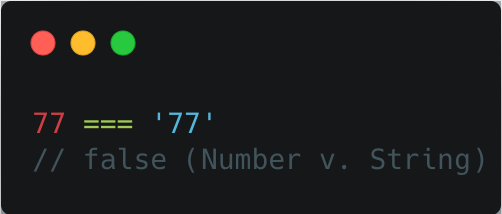 77 === '77'
// false (Number v. String)